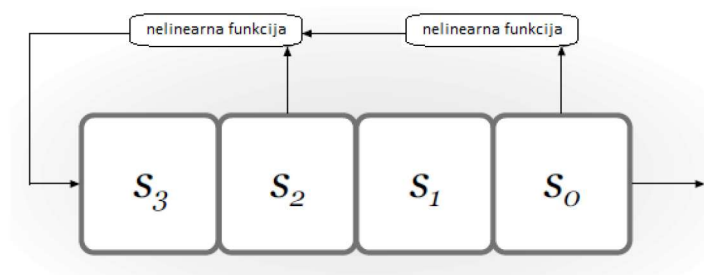 nelinearna funkcija nelinearna funkcija
s₃ s₂ s₁ s₀